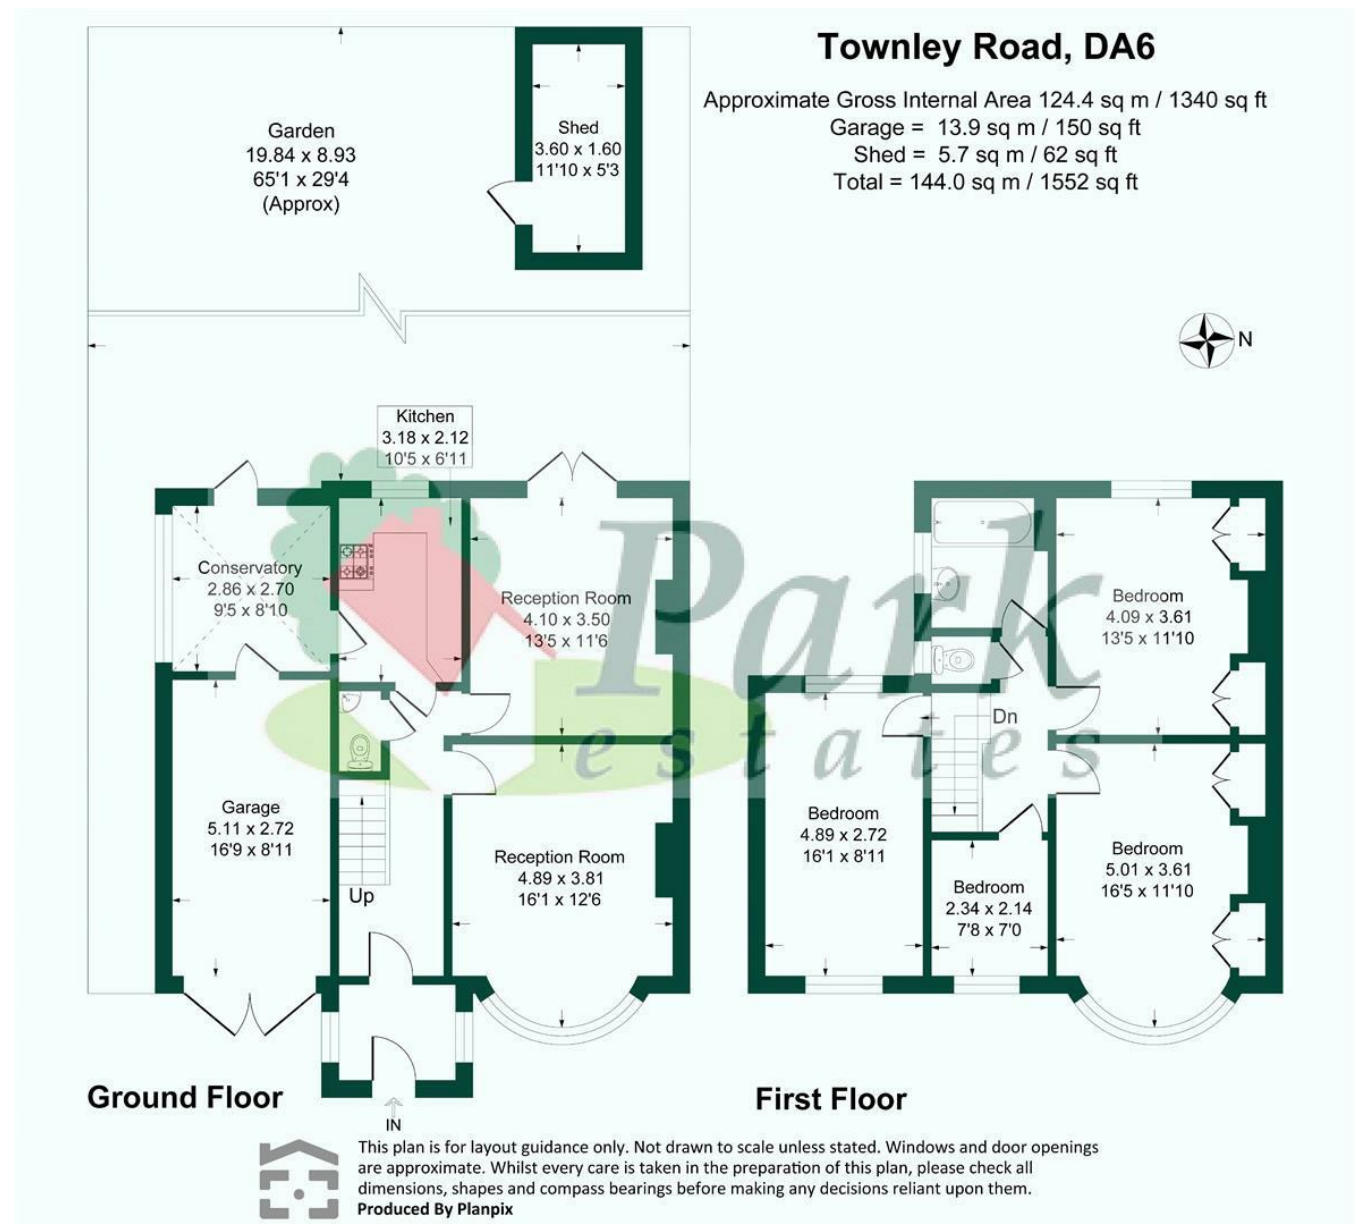 Townley Road, DA6
Approximate Gross Internal Area 124.4 sq m / 1340 sq ft
Garage = 13.9 sq m / 150 sq ft
Shed = 5.7 sq m / 62 sq ft
Total = 144.0 sq m / 1552 sq ft
Garden
19.84 x 8.93
65'1 x 29'4
(Approx)
Shed
3.60 x 1.60
11'10 x 5'3
N
Kitchen
3.18 x 2.12
10'5 x 6'11
Conservatory
2.86 x 2.70
9'5 x 8'10
Reception Room
4.10 x 3.50
13'5 x 11'6
Park
estates
Garage
5.11 x 2.72
16'9 x 8'11
Up
Reception Room
4.89 x 3.81
16'1 x 12'6
IN
Ground Floor
Bedroom
4.09 x 3.61
13'5 x 11'10
Dn
Bedroom
4.89 x 2.72
16'1 x 8'11
Bedroom
2.34 x 2.14
7'8 x 7'0
Bedroom
5.01 x 3.61
16'5 x 11'10
First Floor
This plan is for layout guidance only. Not drawn to scale unless stated. Windows and door openings
are approximate. Whilst every care is taken in the preparation of this plan, please check all
dimensions, shapes and compass bearings before making any decisions reliant upon them.
Produced By Planpix